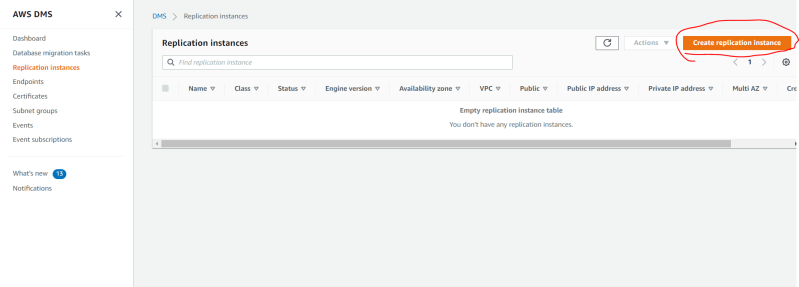 AWS DMS
Dashboard
Database migration tasks
Replication instances
Endpoints
Certificates
Subnet groups
Events
Event subscriptions
What's new 13
Notifications
DMS > Replication instances
Replication instances
Actions
Create replication instance
Find replication instance
1
Name Class Status Engine version Availability zone VPC Public Public IP address Private IP address Multi AZ Cre
Empty replication instance table
You don't have any replication instances.